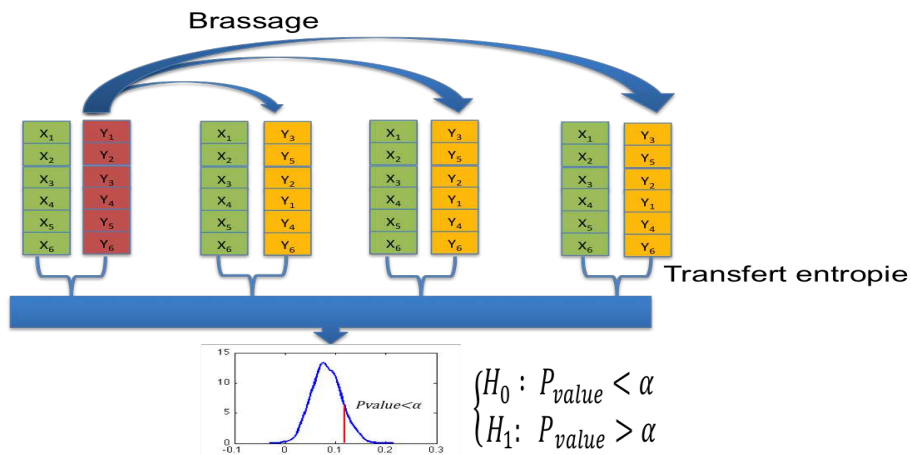 Brassage
X1 Y1 X1 Y3 X1 Y3 X1 Y3
X2 Y2 X2 Y5 X2 Y5 X2 Y5
X3 Y3 X3 Y2 X3 Y2 X3 Y2
X4 Y4 X4 Y1 X4 Y1 X4 Y1
X5 Y5 X5 Y4 X5 Y4 X5 Y4
X6 Y6 X6 Y6 X6 Y6 X6 Y6
Transfert entropie
15
10
5
0
-0.1 0 0.1 0.2 0.3
Pvalue<α
H0 : Pvalue < α
H1 : Pvalue > α